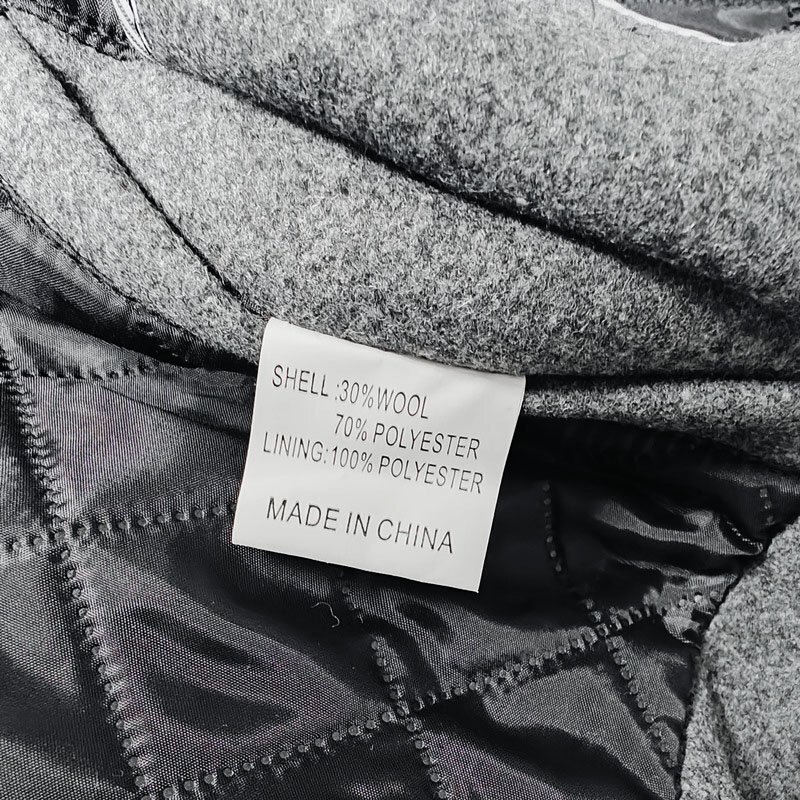 SHELL:30%WOOL
70% POLYESTER
LINING:100% POLYESTER
MADE IN CHINA